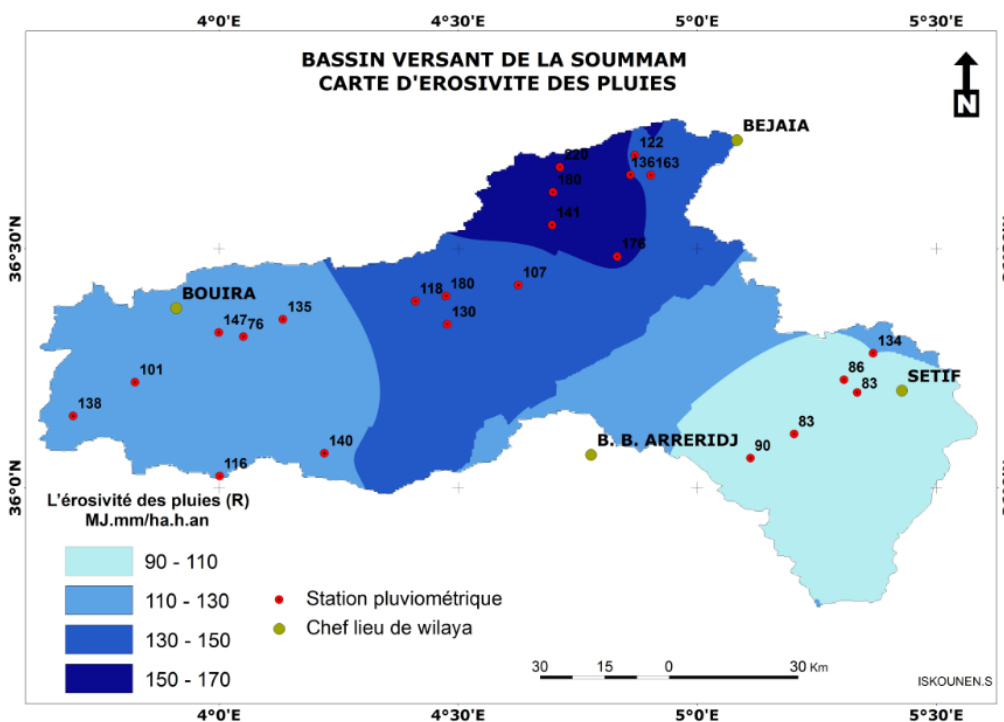 4°0'E 4°30'E 5°0'E 5°30'E
BASSIN VERSANT DE LA SOUMMAM
CARTE D'EROSIVITE DES PLUIES
N
BEJAIA
122
220
136 163
180
141
36°30'N
176
107
180
118
BOUIRA
135
130
147 76
134
101
86
SETIF
83
138
83
B. B. ARRERIDJ
140
90
116
36°0'N
L'érosivité des pluies (R)
MJ.mm/ha.h.an
90 - 110
110 - 130
130 - 150
150 - 170
Station pluviométrique
Chef lieu de wilaya
30 15 0 30 Km
ISKOUNEN.S
4°0'E 4°30'E 5°0'E 5°30'E